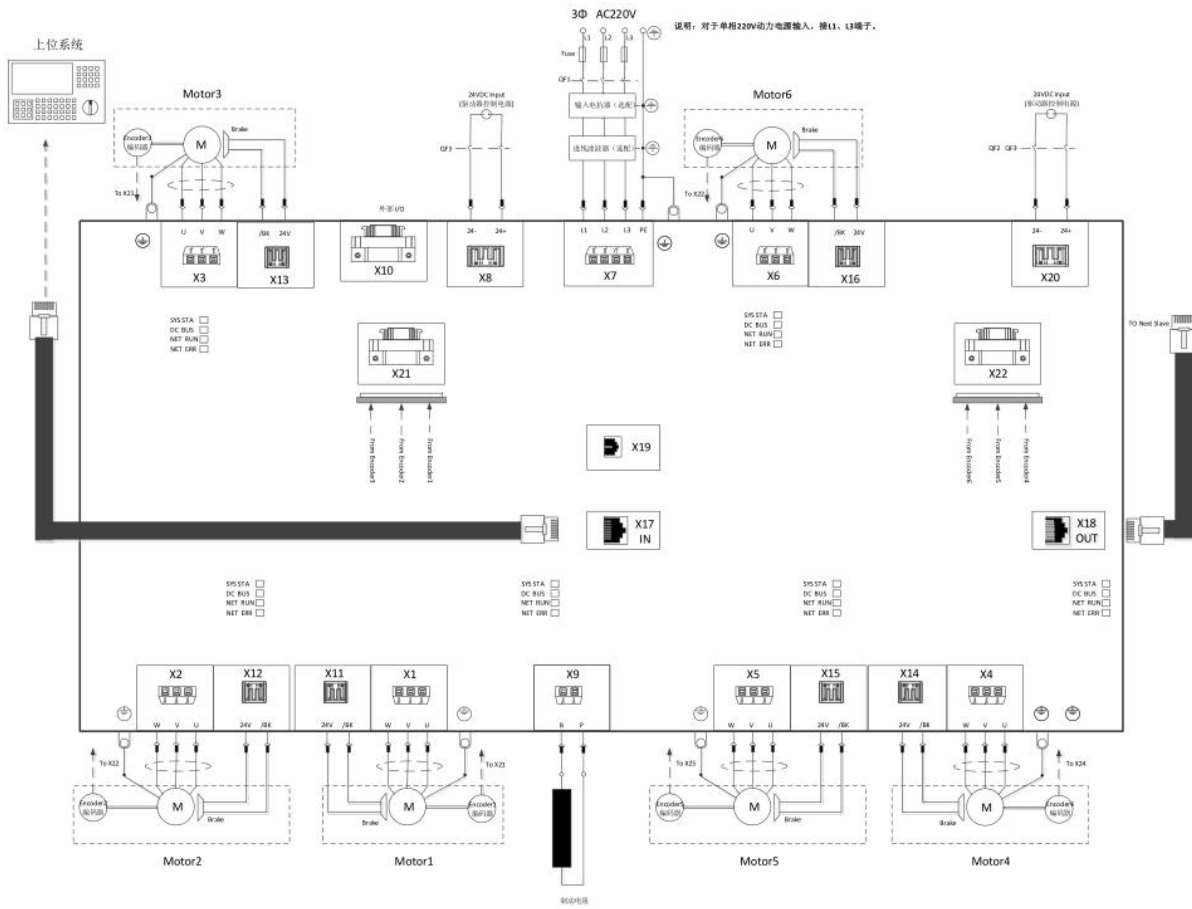 3Φ AC220V
说明：对于单相220V动力电源输入，接L1、L3端子。
上位系统
L1 L2 L3
Fuse
QF1
输入电抗器（选配）
进线滤波器（选配）
Motor3
Encoder3
编码器
M
Brake
To X21
24VDC Input
(驱动器控制电源)
QF3
Motor6
Encoder6
编码器
M
Brake
To X22
24VDC Input
(驱动器控制电源)
QF2 QF3
外部 I/O
U V W
X3
/BK 24V
X13
X10
24- 24+
X8
L1 L2 L3 PE
X7
U V W
X6
/BK 24V
X16
24- 24+
X20
SYS STA
DC BUS
NET RUN
NET ERR
SYS STA
DC BUS
NET RUN
NET ERR
TO Next Slave
X21
From Encoder3
From Encoder2
From Encoder1
X22
From Encoder6
From Encoder5
From Encoder4
X19
X17
IN
X18
OUT
SYS STA
DC BUS
NET RUN
NET ERR
SYS STA
DC BUS
NET RUN
NET ERR
SYS STA
DC BUS
NET RUN
NET ERR
SYS STA
DC BUS
NET RUN
NET ERR
X2
W V U
X12
24V /BK
X11
24V /BK
X1
W V U
X9
B P
X5
W V U
X15
24V /BK
X14
24V /BK
X4
W V U
To X22
Encoder2
编码器
M
Brake
Motor2
To X21
Encoder1
编码器
M
Brake
Motor1
制动电阻
To X25
Encoder5
编码器
M
Brake
Motor5
To X24
Encoder4
编码器
M
Brake
Motor4